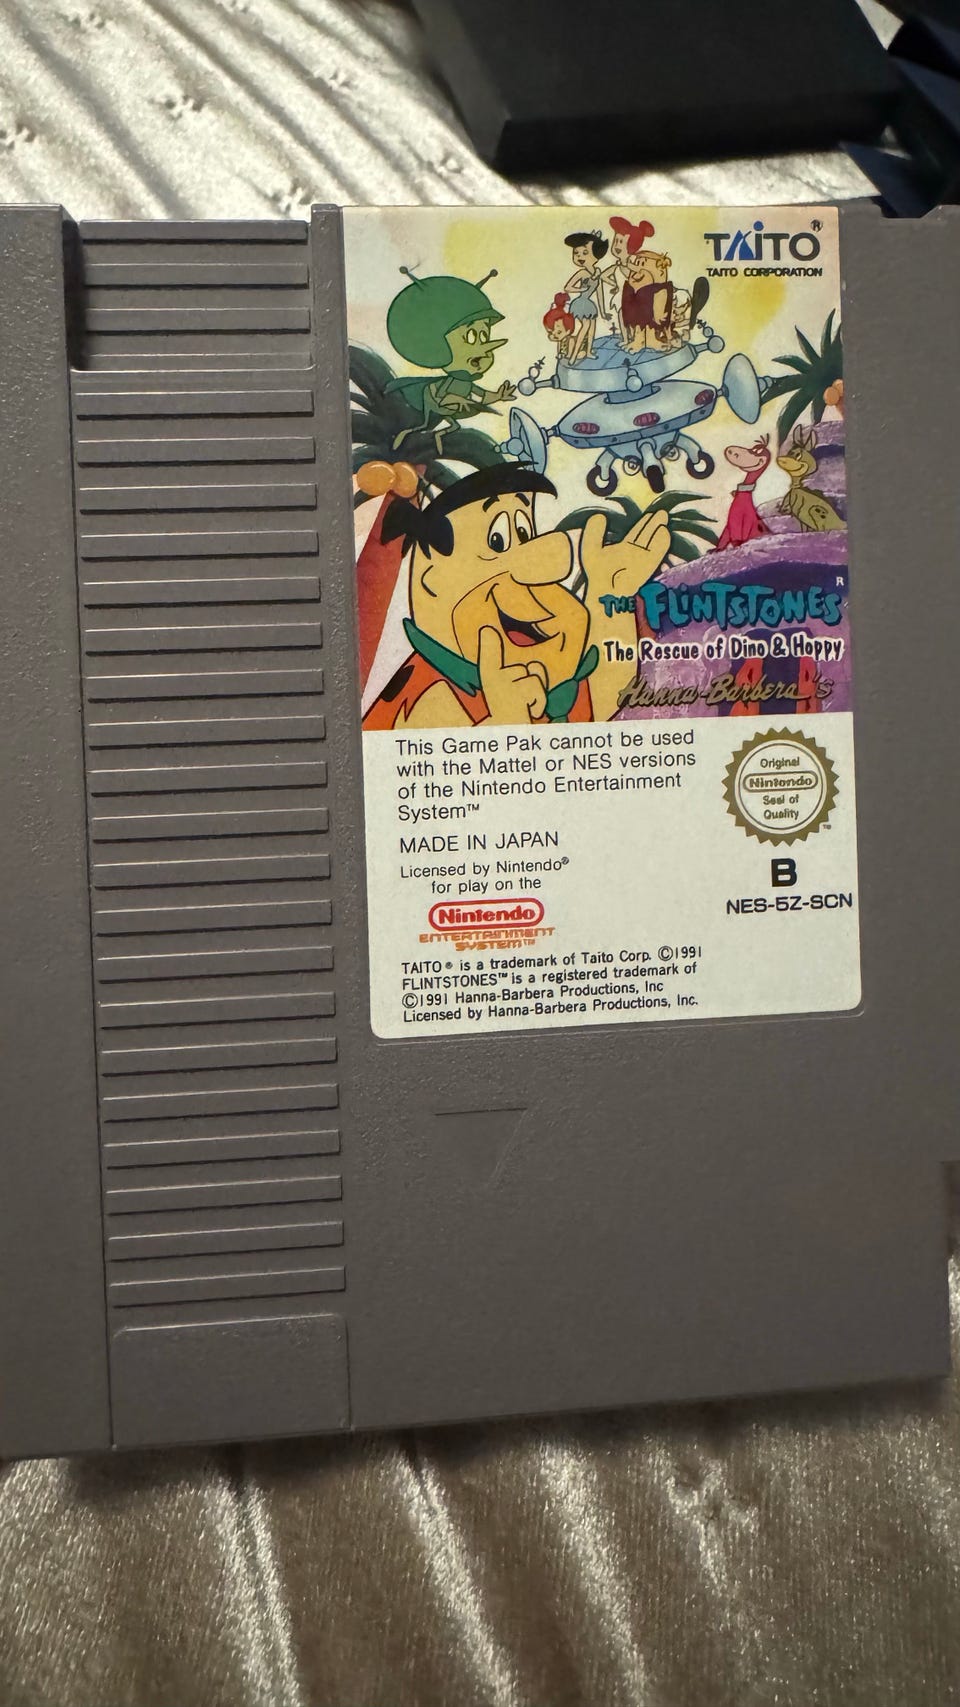 TAITO®
TAITO CORPORATION
R
THE FLINTSTONES
The Rescue of Dino & Hoppy
Hanna-Barbera's
This Game Pak cannot be used
with the Mattel or NES versions
of the Nintendo Entertainment
System™
MADE IN JAPAN
Licensed by Nintendo®
for play on the
Nintendo
ENTERTAINMENT
SYSTEM™
Original
Nintendo
Seal of
Quality
TM
B
NES-5Z-SCN
TAITO® is a trademark of Taito Corp. ©1991
FLINTSTONES™ is a registered trademark of
©1991 Hanna-Barbera Productions, Inc
Licensed by Hanna-Barbera Productions, Inc.